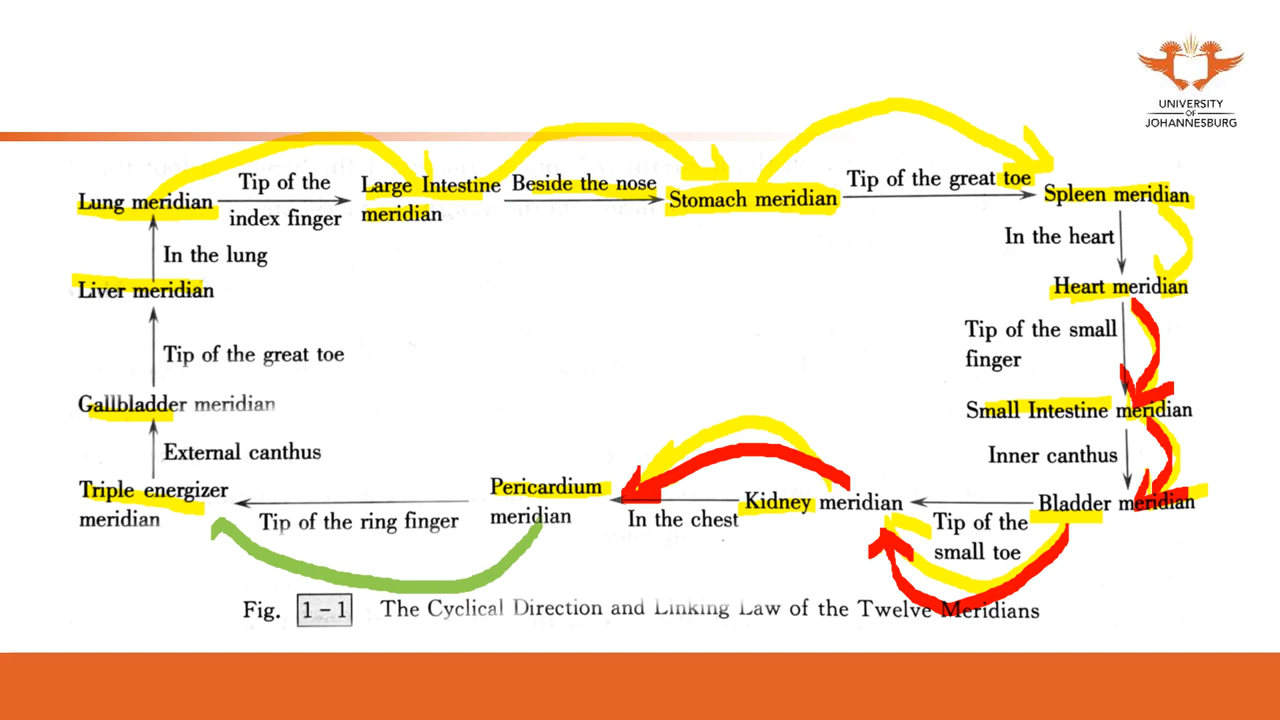 UNIVERSITY
OF
JOHANNESBURG
Lung meridian
Tip of the
index finger
Large Intestine
meridian
Beside the nose
Stomach meridian
Tip of the great toe
Spleen meridian
In the heart
Heart meridian
Tip of the small
finger
Small Intestine meridian
Inner canthus
Bladder meridian
Tip of the
small toe
Kidney meridian
In the chest
Pericardium
meridian
Tip of the ring finger
Triple energizer
meridian
External canthus
Gallbladder meridian
Tip of the great toe
Liver meridian
In the lung
Fig. 1-1 The Cyclical Direction and Linking Law of the Twelve Meridians